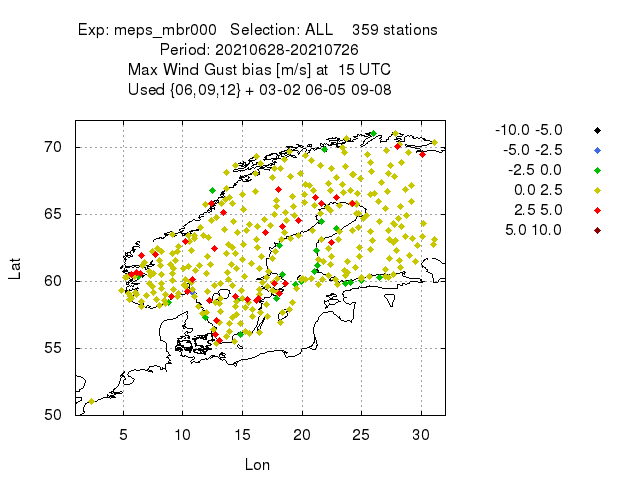 Exp: meps_mbr000 Selection: ALL 359 stations
Period: 20210628-20210726
Max Wind Gust bias [m/s] at 15 UTC
Used {06,09,12} + 03-02 06-05 09-08
70
65
60
55
50
Lat
5 10 15 20 25 30
Lon
-10.0 -5.0
-5.0 -2.5
-2.5 0.0
0.0 2.5
2.5 5.0
5.0 10.0